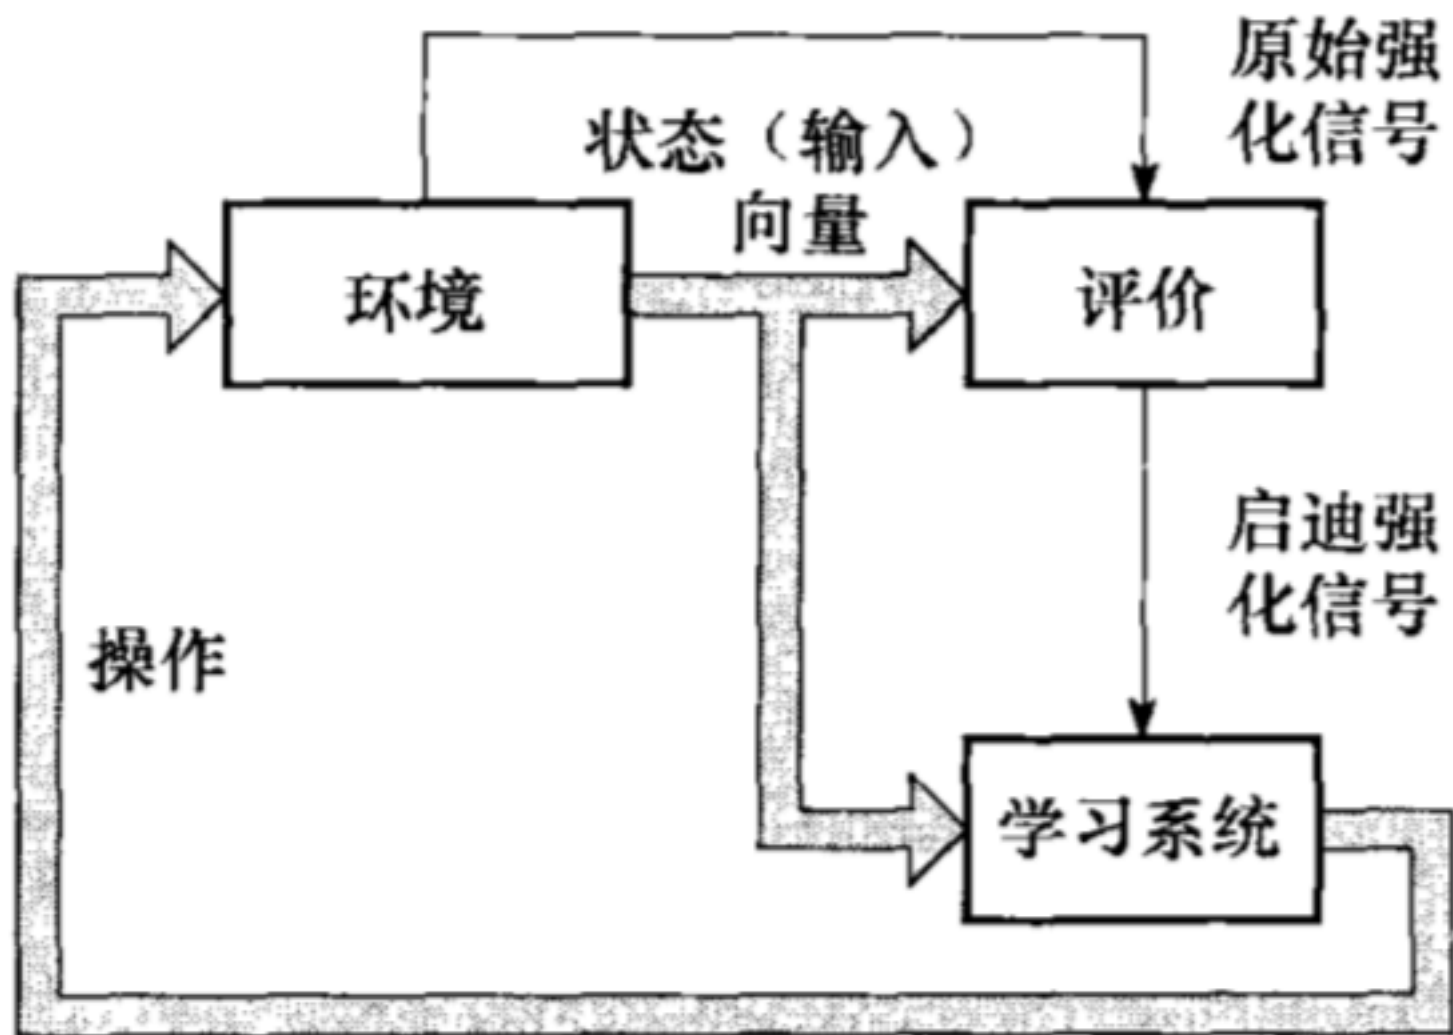 原始强
化信号
状态（输入）
向量
环境
评价
启迪强
化信号
操作
学习系统